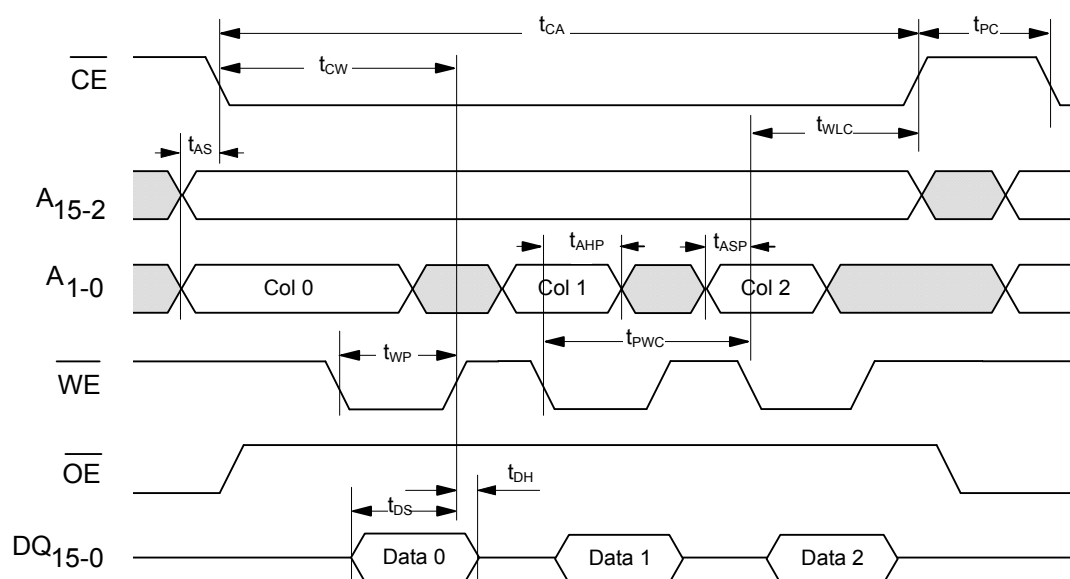 tCA
tPC
CE
tCW
tAS
tWLC
A15-2
tAHP
tASP
A1-0
Col 0
Col 1
Col 2
tWP
tPWC
WE
OE
tDH
tDS
DQ15-0
Data 0
Data 1
Data 2